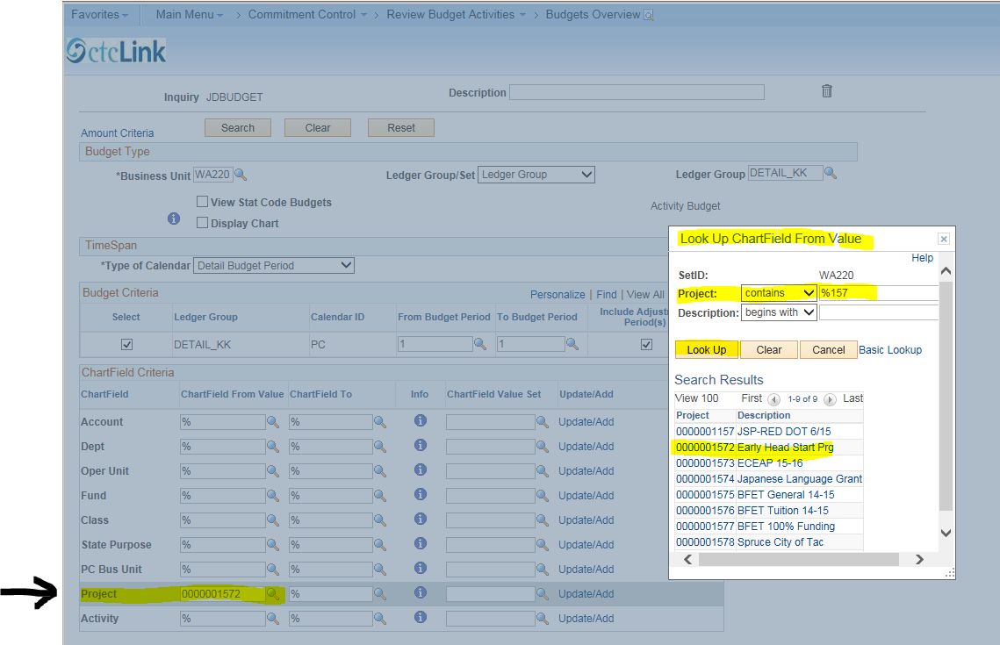 Favorites Main Menu > Commitment Control > Review Budget Activities > Budgets Overview
ctcLink
Inquiry JDBUDGET Description
Amount Criteria Search Clear Reset
Budget Type
*Business Unit WA220 Ledger Group/Set Ledger Group Ledger Group DETAIL_KK
View Stat Code Budgets Activity Budget
Display Chart
TimeSpan
*Type of Calendar Detail Budget Period
Budget Criteria Personalize | Find | View All
Select Ledger Group Calendar ID From Budget Period To Budget Period Include Adjustm
Period(s)
DETAIL_KK PC 1 1
ChartField Criteria
ChartField ChartField From Value ChartField To Info ChartField Value Set Update/Add
Account % % Update/Add
Dept % % Update/Add
Oper Unit % % Update/Add
Fund % % Update/Add
Class % % Update/Add
State Purpose % % Update/Add
PC Bus Unit % % Update/Add
Project 0000001572 % Update/Add
Activity % % Update/Add
Look Up ChartField From Value
Help
SetID: WA220
Project: contains %157
Description: begins with
Look Up Clear Cancel Basic Lookup
Search Results
View 100 First 1-9 of 9 Last
Project Description
0000001157 JSP-RED DOT 6/15
0000001572 Early Head Start Prg
0000001573 ECEAP 15-16
0000001574 Japanese Language Grant
0000001575 BFET General 14-15
0000001576 BFET Tuition 14-15
0000001577 BFET 100% Funding
0000001578 Spruce City of Tac